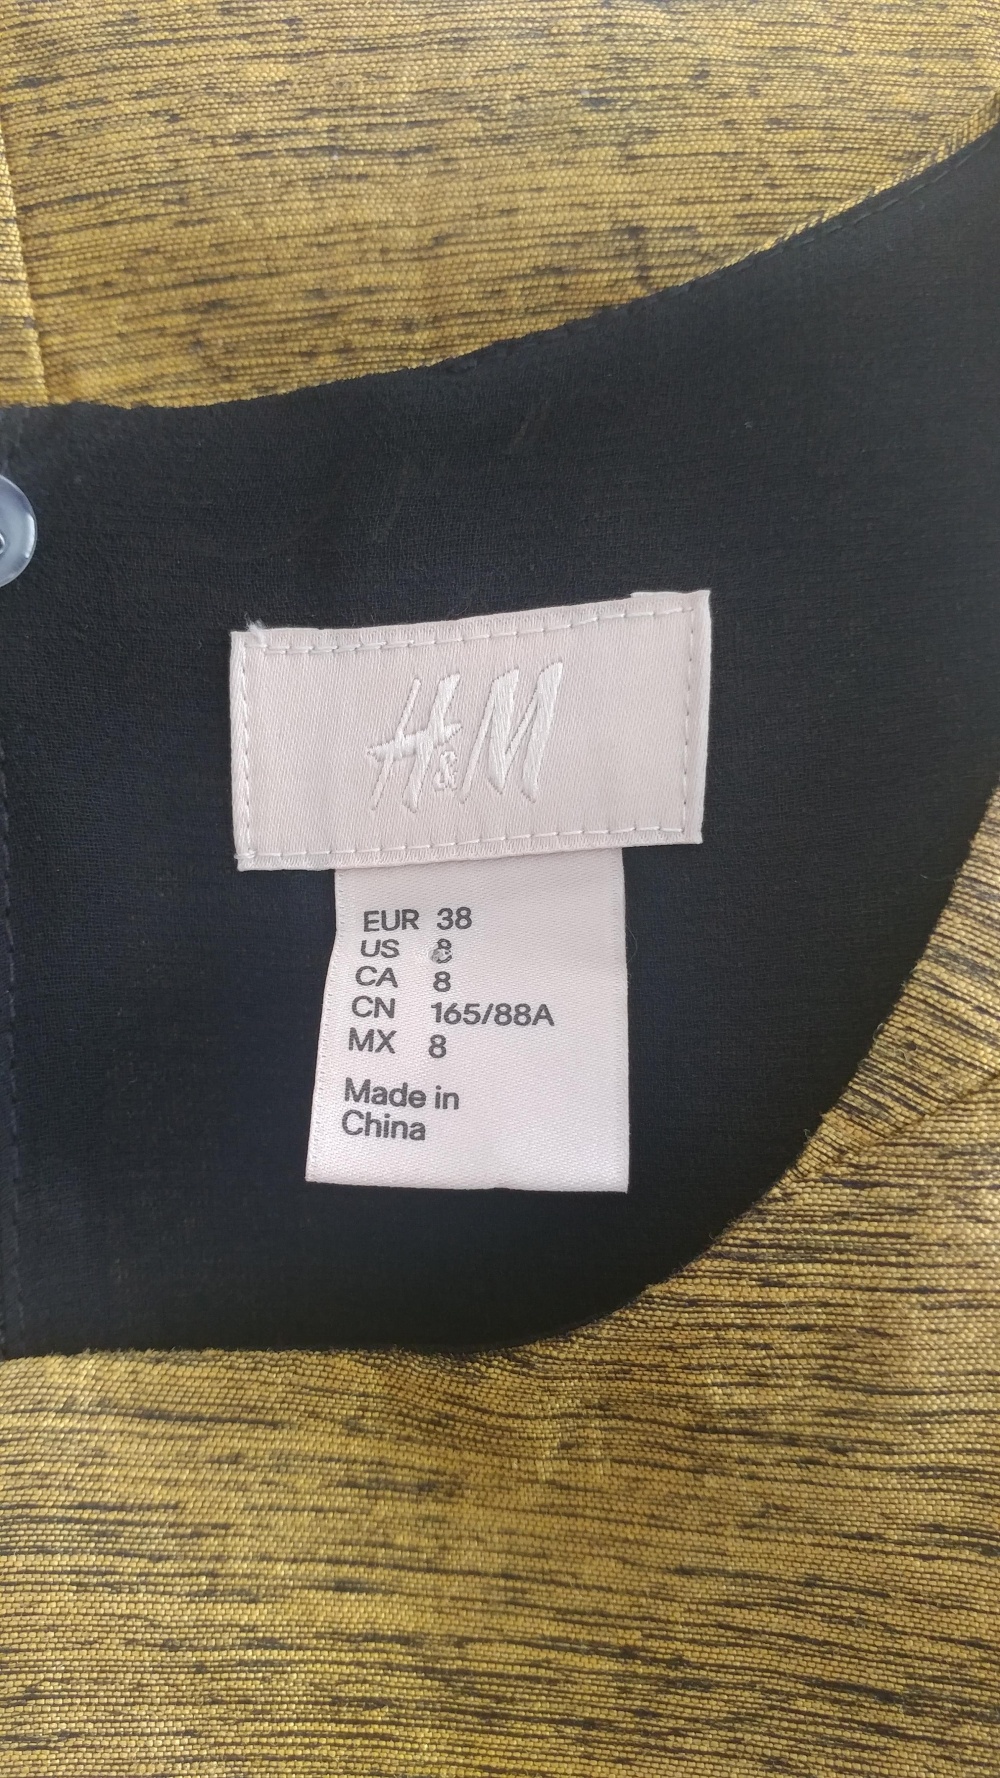 H&M
EUR 38
US 8
CA 8
CN 165/88A
MX 8
Made in
China